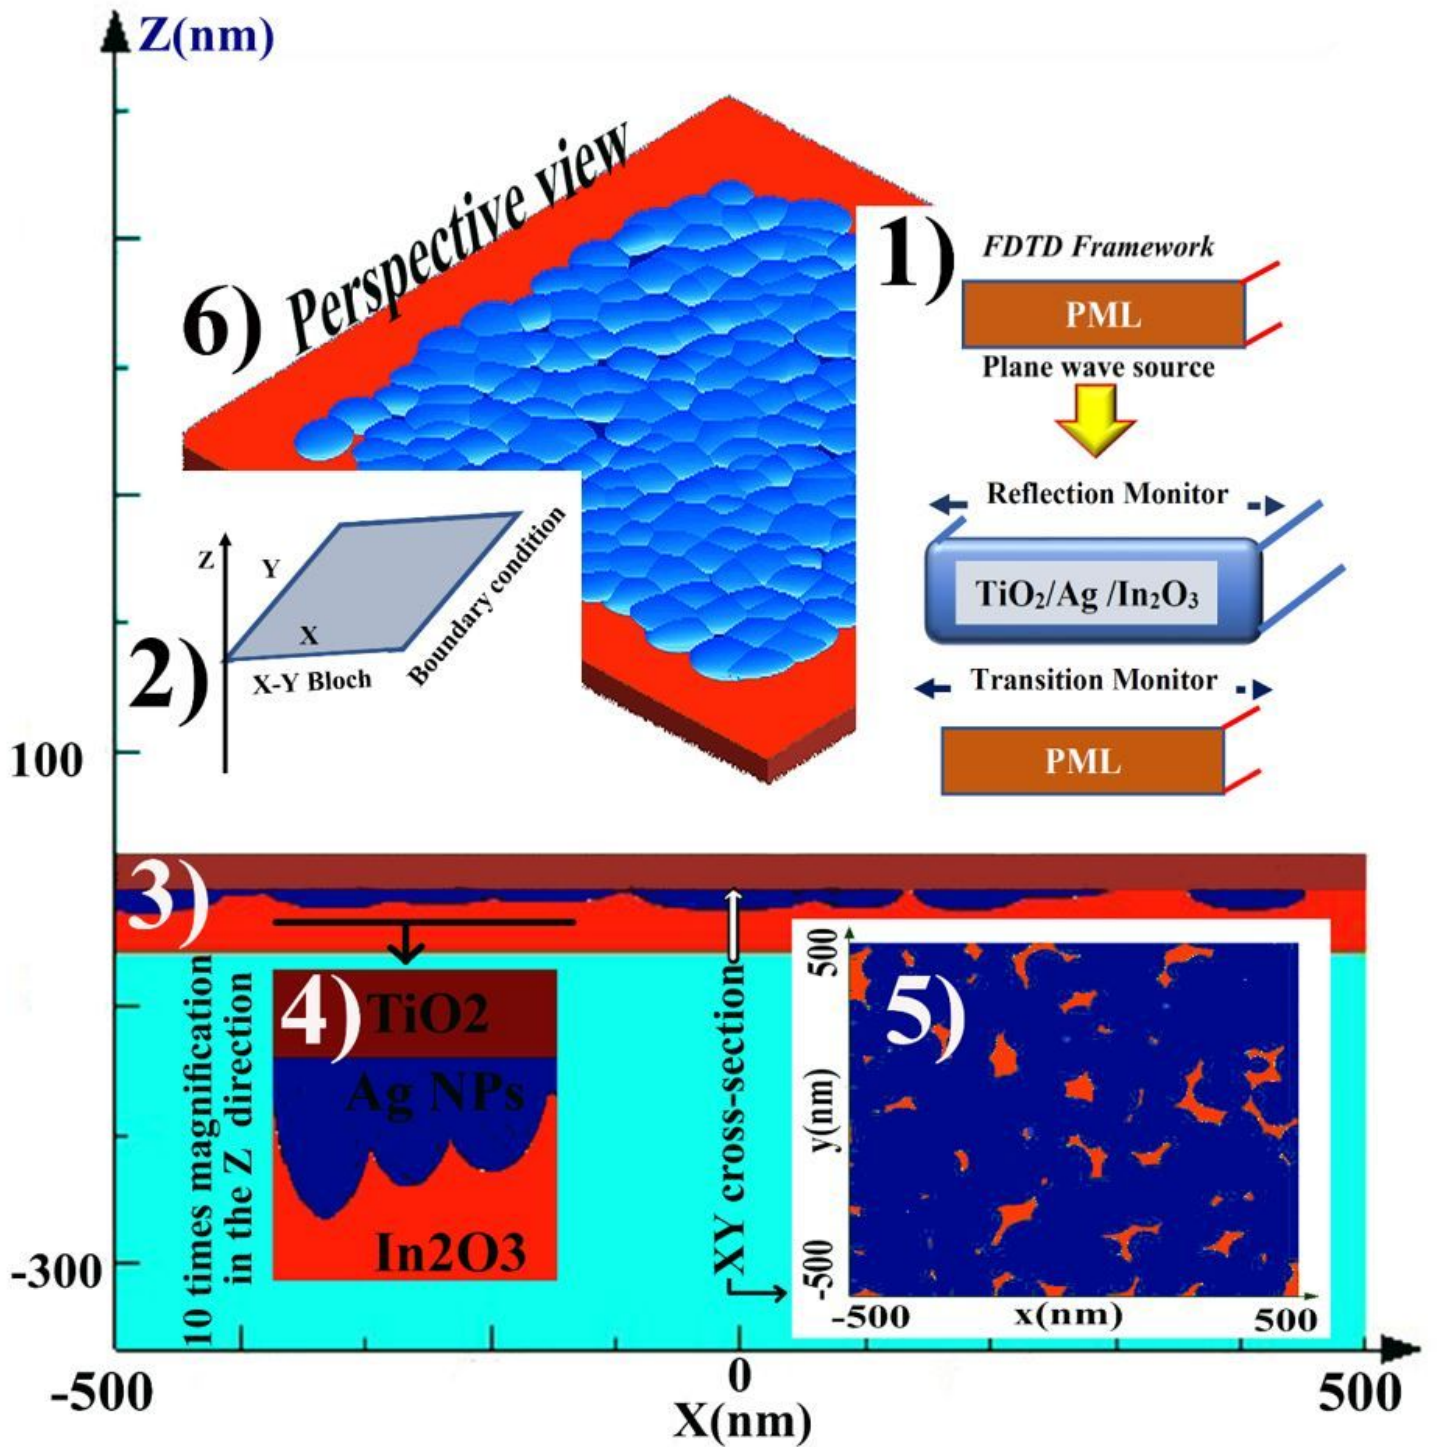 Z(nm)
6) Perspective view
1)
FDTD Framework
PML
Plane wave source
Reflection Monitor
TiO₂/Ag /In₂O₃
Transition Monitor
PML
2)
Z
Y
X
X-Y Bloch
Boundary condition
100
3)
4)
TiO2
Ag NPs
In2O3
10 times magnification
in the Z direction
XY cross-section
5)
500
y(nm)
-500
-500
x(nm)
500
-300
-500
0
500
X(nm)